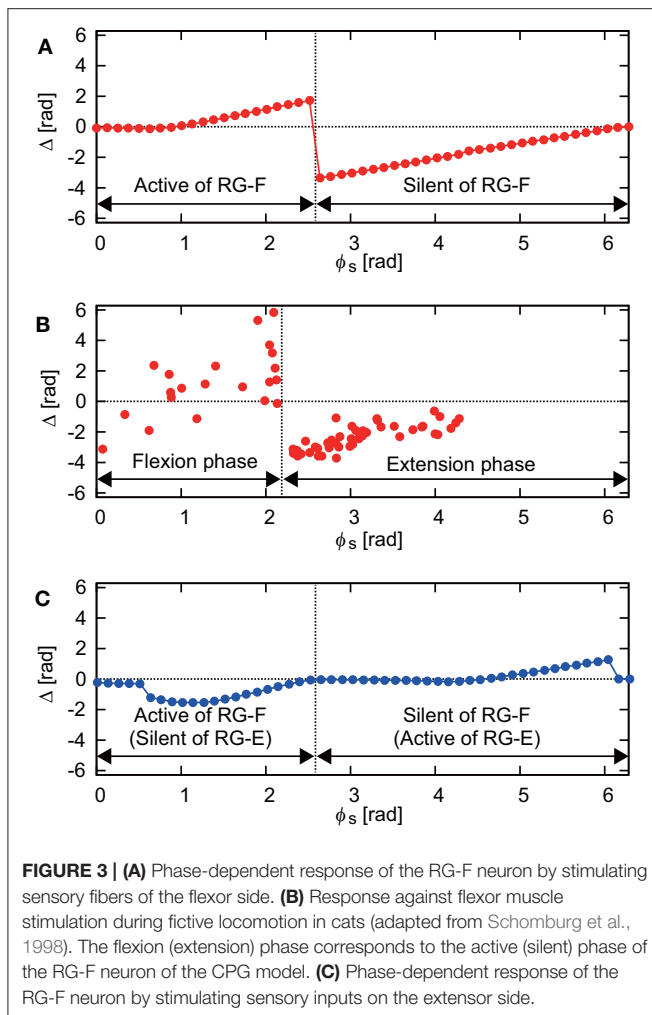 A
Δ [rad]
6
4
2
0
-2
-4
-6
Active of RG-F
Silent of RG-F
0 1 2 3 4 5 6
ϕs [rad]
B
Δ [rad]
6
4
2
0
-2
-4
-6
Flexion phase
Extension phase
0 1 2 3 4 5 6
ϕs [rad]
C
Δ [rad]
6
4
2
0
-2
-4
-6
Active of RG-F
(Silent of RG-E)
Silent of RG-F
(Active of RG-E)
0 1 2 3 4 5 6
ϕs [rad]
FIGURE 3 | (A) Phase-dependent response of the RG-F neuron by stimulating
sensory fibers of the flexor side. (B) Response against flexor muscle
stimulation during fictive locomotion in cats (adapted from Schomburg et al.,
1998). The flexion (extension) phase corresponds to the active (silent) phase of
the RG-F neuron of the CPG model. (C) Phase-dependent response of the
RG-F neuron by stimulating sensory inputs on the extensor side.